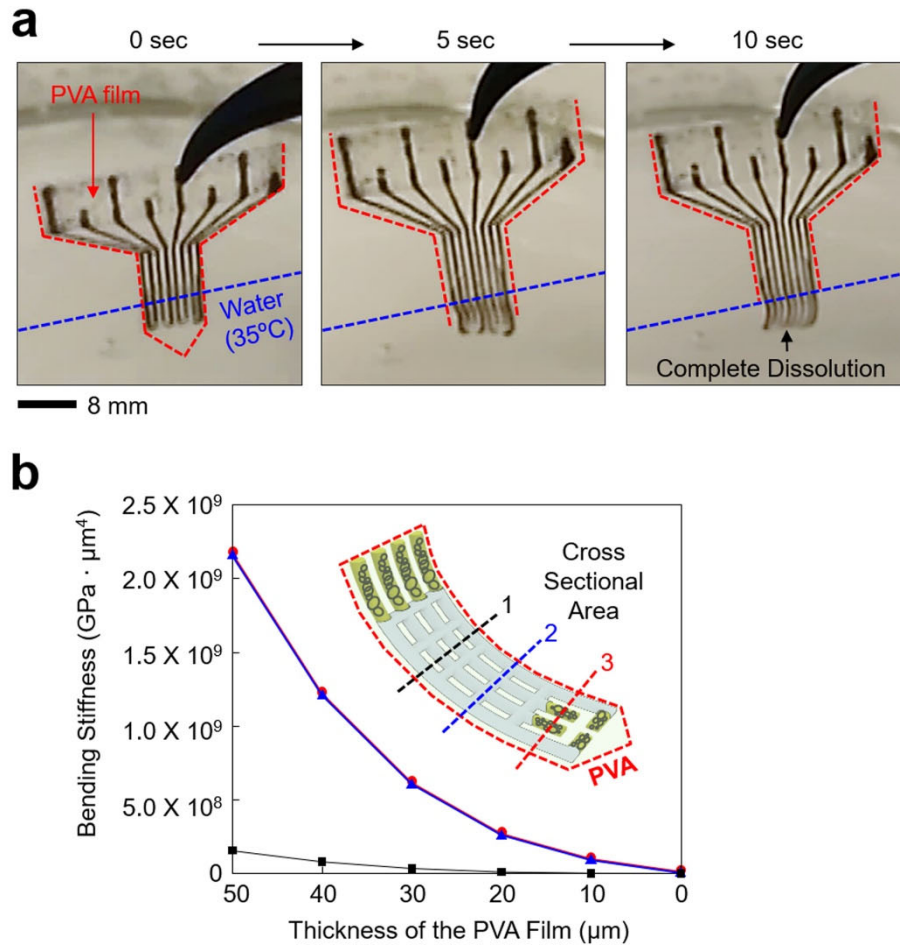 a
0 sec
5 sec
10 sec
PVA film
Water
(35ºC)
Complete Dissolution
8 mm
b
Bending Stiffness (GPa · µm⁴)
2.5 X 10⁹
2.0 X 10⁹
1.5 X 10⁹
1.0 X 10⁹
5.0 X 10⁸
0
Cross
Sectional
Area
1
2
3
PVA
50
40
30
20
10
0
Thickness of the PVA Film (µm)